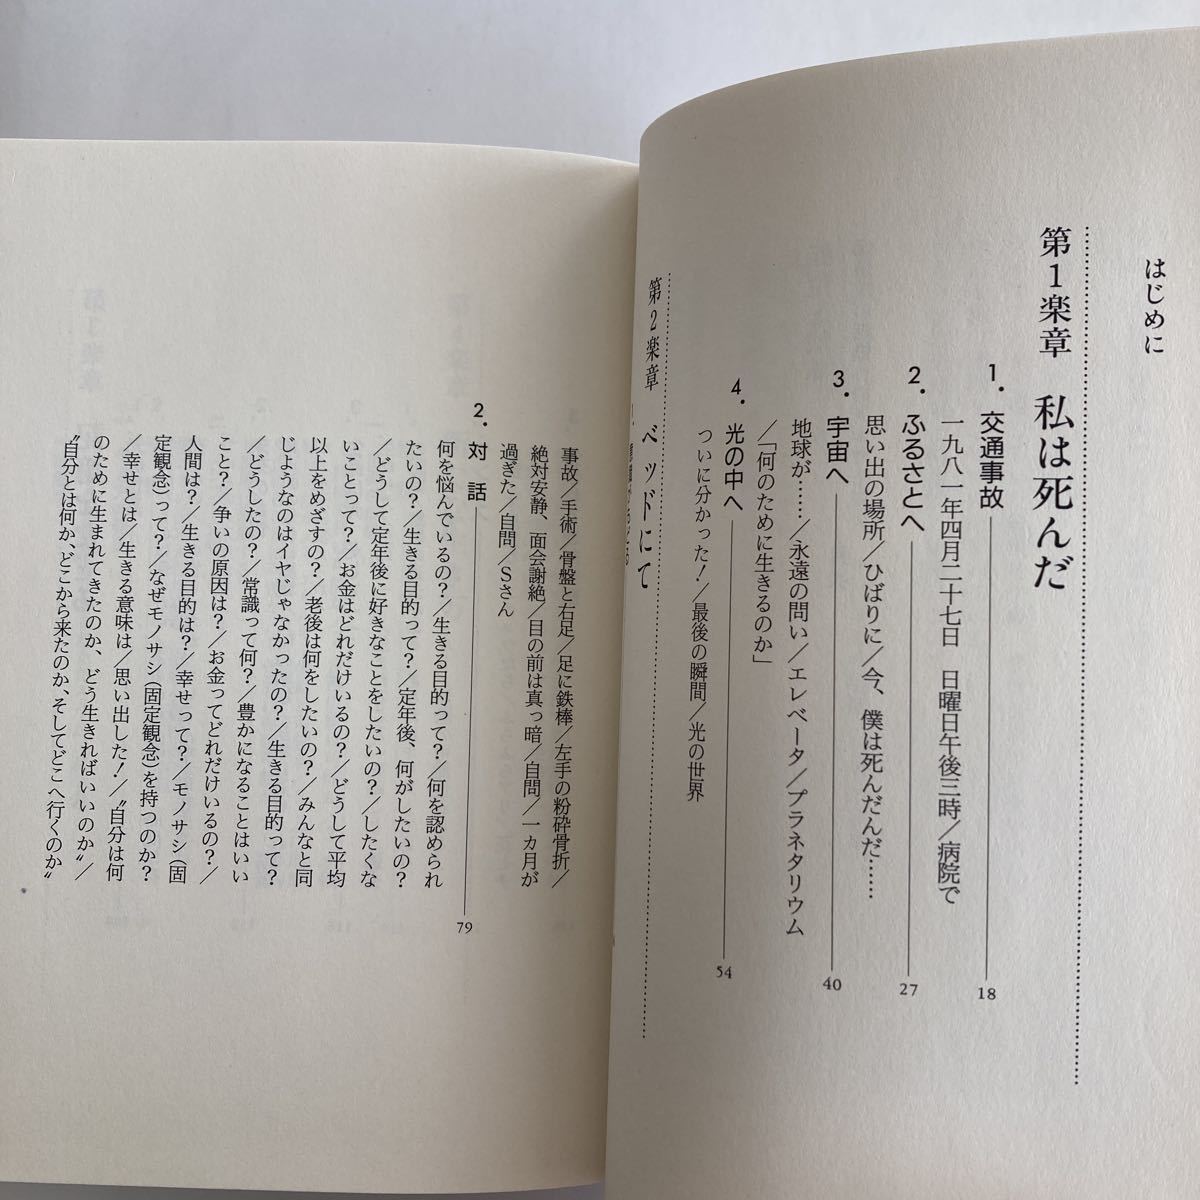 はじめに
第1楽章　私は死んだ
1. 交通事故 18
一九八一年四月二十七日　日曜日午後三時／病院で
2. ふるさとへ 27
思い出の場所／ひばりに／今、僕は死んだんだ……
3. 宇宙へ 40
地球が……／永遠の問い／エレベータ／プラネタリウム
／「何のために生きるのか」
4. 光の中へ 54
ついに分かった！／最後の瞬間／光の世界
第2楽章　ベッドにて
事故／手術／骨盤と右足／足に鉄棒／左手の粉砕骨折／
絶対安静、面会謝絶／目の前は真っ暗／自問／一カ月が
過ぎた／自問／Sさん
2. 対　話 79
何を悩んでいるの？／生きる目的って？／何を認められ
たいの？／生きる目的って？／定年後、何がしたいの？
／どうして定年後に好きなことをしたいの？／したくな
いことって？／お金はどれだけいるの？／どうして平均
以上をめざすの？／老後は何をしたいの？／みんなと同
じようなのはイヤじゃなかったの？／生きる目的って？
／どうしたの？／常識って何？／豊かになることはいい
こと？／争いの原因は？／お金ってどれだけいるの？／
人間は？／生きる目的は？／幸せって？／モノサシ（固
定観念）って？／なぜモノサシ（固定観念）を持つのか？
／幸せとは／生きる意味は／思い出した！／〝自分は何
のために生まれてきたのか、どう生きればいいのか〟／
〝自分とは何か、どこから来たのか、そしてどこへ行くのか〟